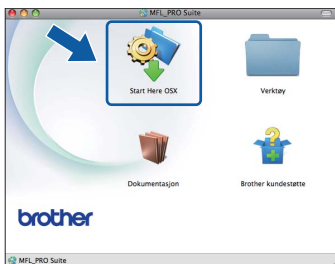 MFL_PRO Suite
Start Here OSX
Verktøy
Dokumentasjon
Brother kundestøtte
brother
MFL_PRO Suite